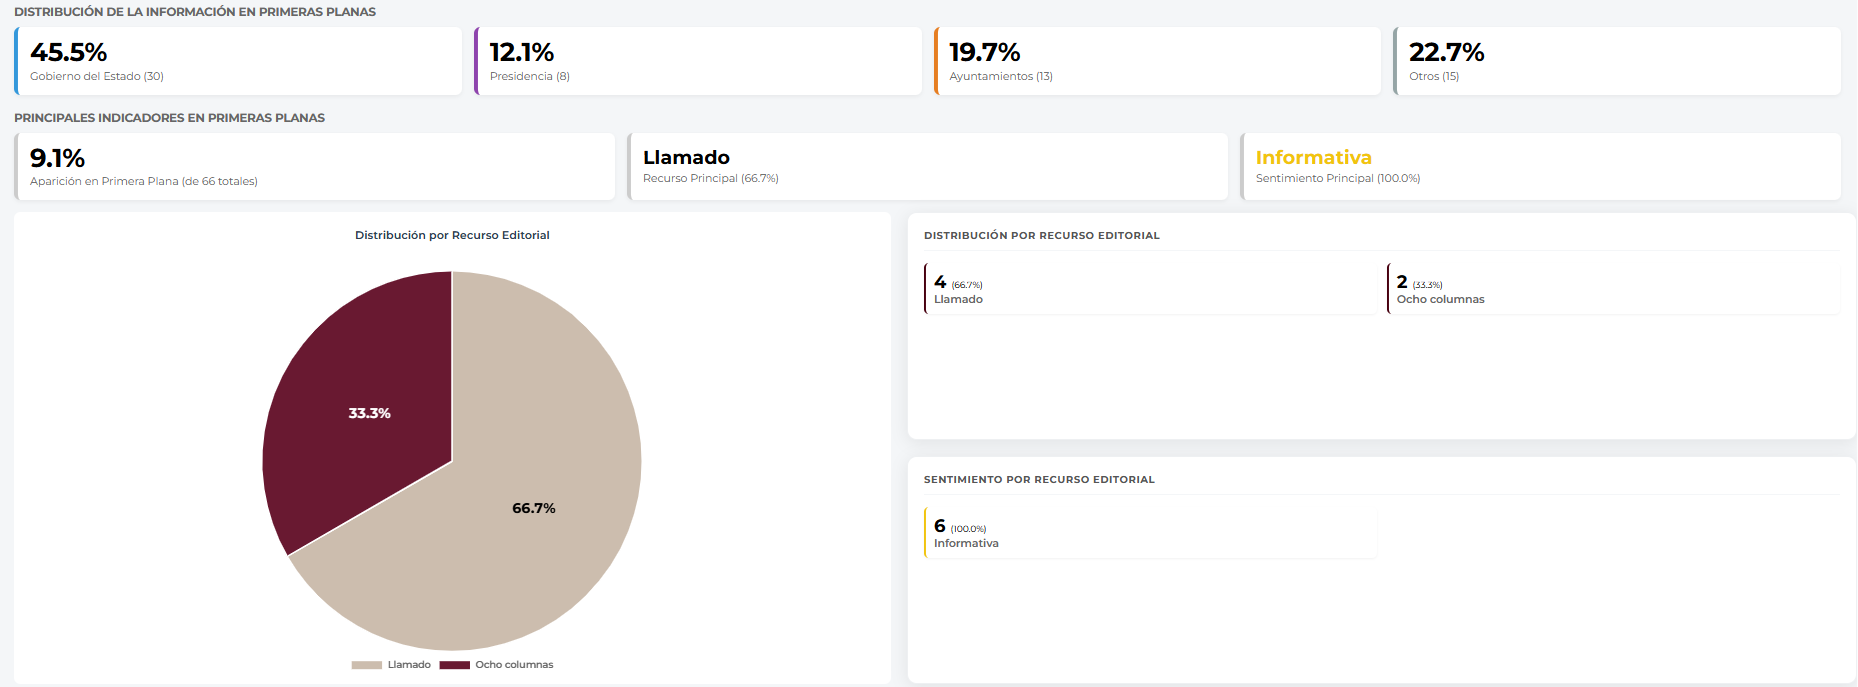 DISTRIBUCIÓN DE LA INFORMACIÓN EN PRIMERAS PLANAS
45.5%
Gobierno del Estado (30)
12.1%
Presidencia (8)
19.7%
Ayuntamientos (13)
22.7%
Otros (15)
PRINCIPALES INDICADORES EN PRIMERAS PLANAS
9.1%
Aparición en Primera Plana (de 66 totales)
Llamado
Recurso Principal (66.7%)
Informativa
Sentimiento Principal (100.0%)
Distribución por Recurso Editorial
33.3%
66.7%
Llamado
Ocho columnas
DISTRIBUCIÓN POR RECURSO EDITORIAL
4 (66.7%)
Llamado
2 (33.3%)
Ocho columnas
SENTIMIENTO POR RECURSO EDITORIAL
6 (100.0%)
Informativa